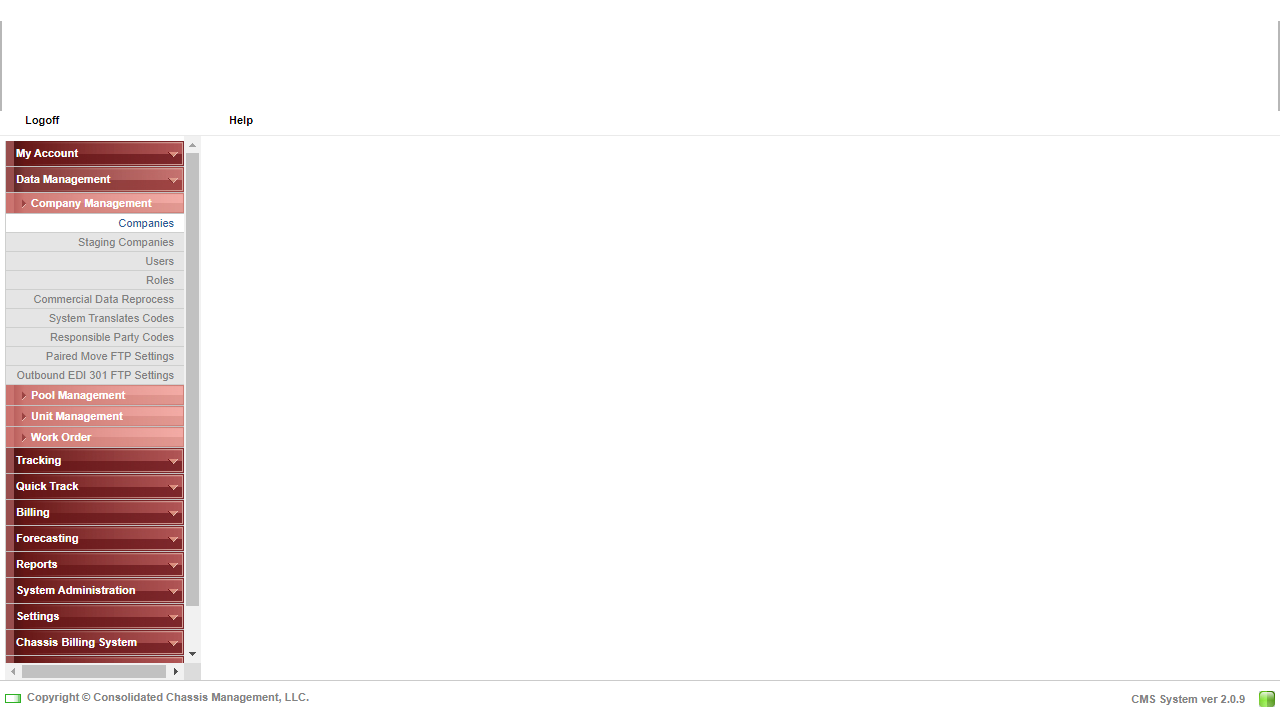 Logoff
Help
My Account
Data Management
Company Management
Companies
Staging Companies
Users
Roles
Commercial Data Reprocess
System Translates Codes
Responsible Party Codes
Paired Move FTP Settings
Outbound EDI 301 FTP Settings
Pool Management
Unit Management
Work Order
Tracking
Quick Track
Billing
Forecasting
Reports
System Administration
Settings
Chassis Billing System
Copyright © Consolidated Chassis Management, LLC.
CMS System ver 2.0.9